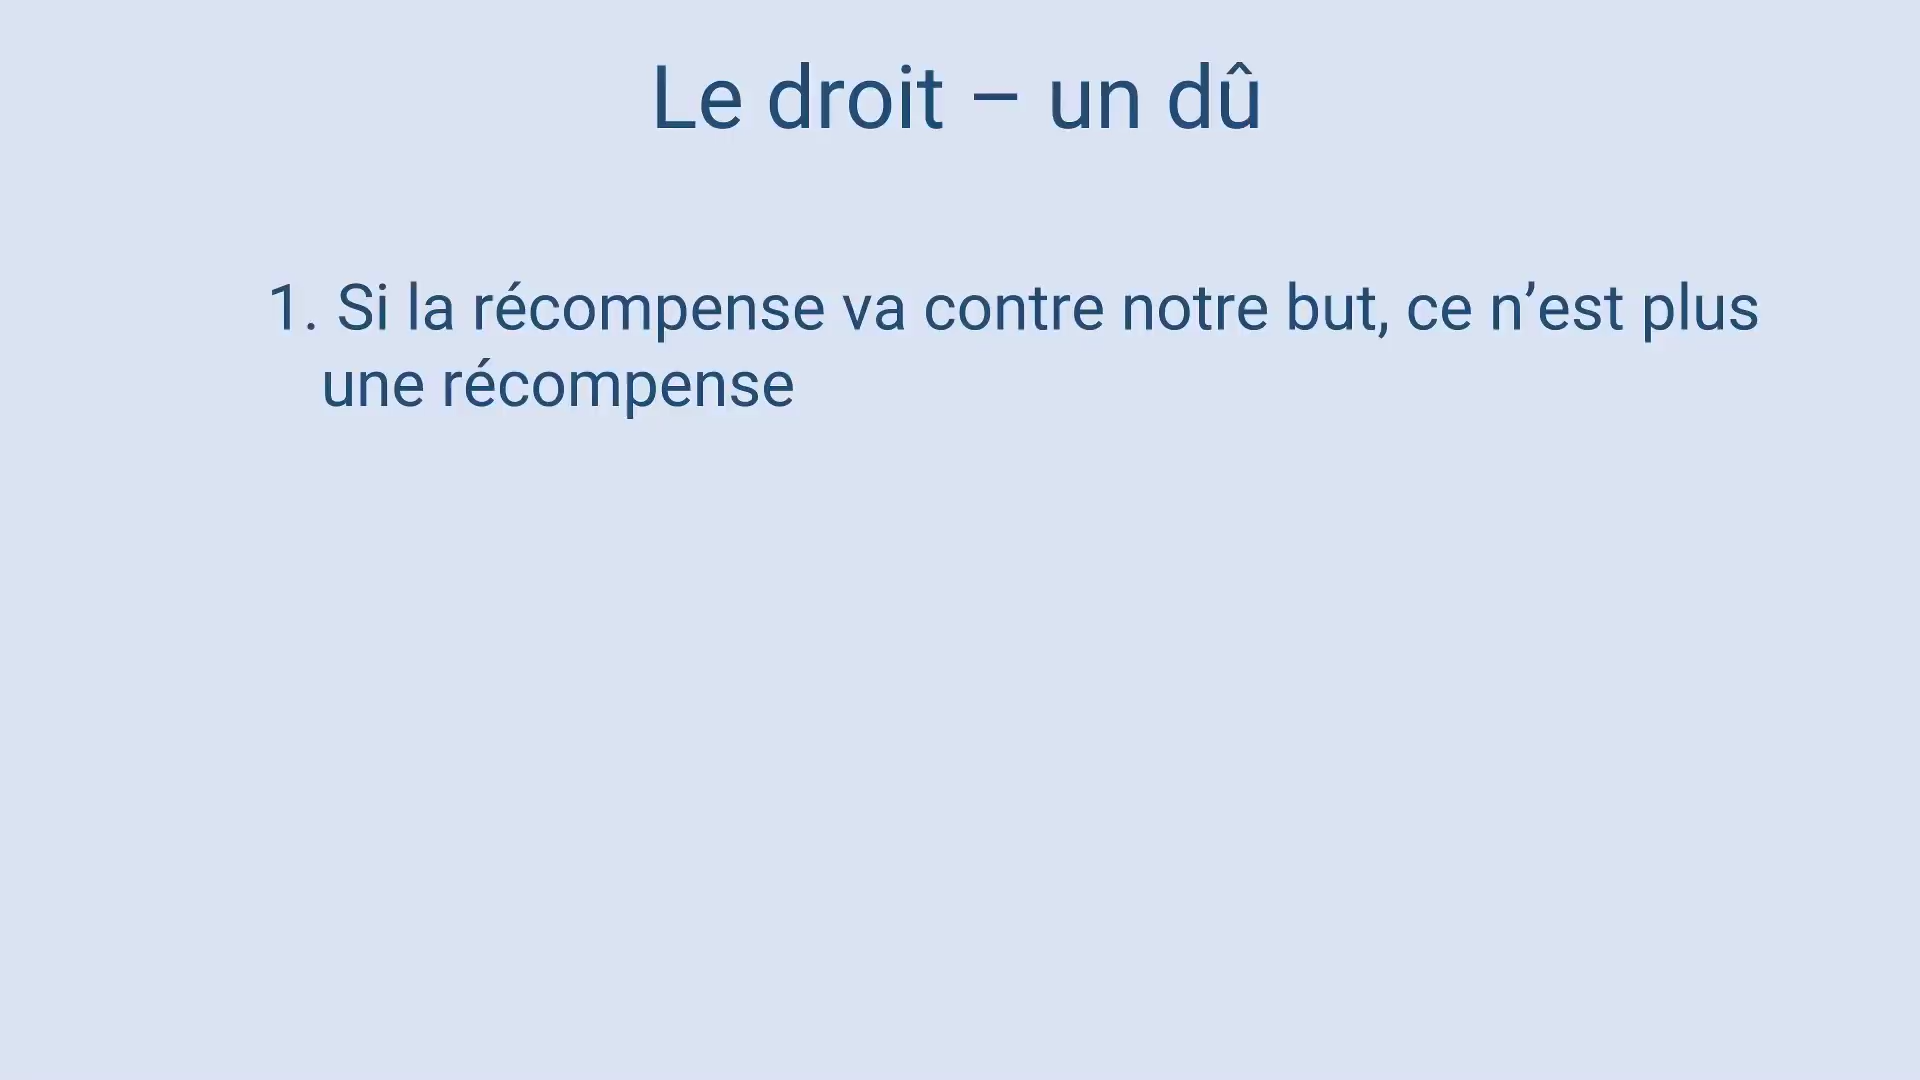 Le droit – un dû
1. Si la récompense va contre notre but, ce n’est plus
une récompense